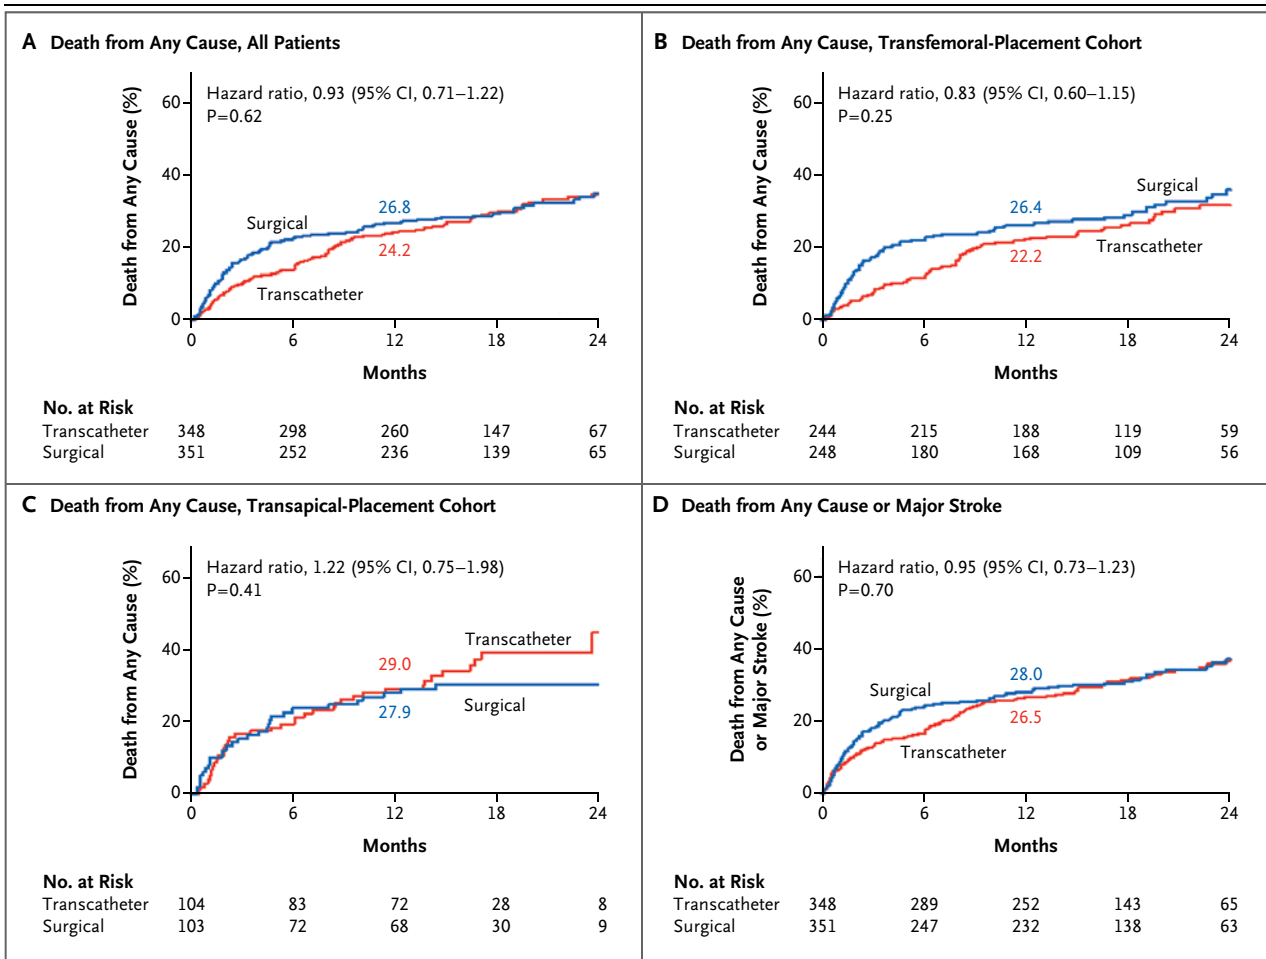 A Death from Any Cause, All Patients
Death from Any Cause (%)
Hazard ratio, 0.93 (95% CI, 0.71–1.22)
P=0.62
60
40
20
0
Surgical
26.8
24.2
Transcatheter
0 6 12 18 24
Months
No. at Risk
Transcatheter 348 298 260 147 67
Surgical 351 252 236 139 65
B Death from Any Cause, Transfemoral-Placement Cohort
Death from Any Cause (%)
Hazard ratio, 0.83 (95% CI, 0.60–1.15)
P=0.25
60
40
20
0
Surgical
26.4
22.2
Transcatheter
0 6 12 18 24
Months
No. at Risk
Transcatheter 244 215 188 119 59
Surgical 248 180 168 109 56
C Death from Any Cause, Transapical-Placement Cohort
Death from Any Cause (%)
Hazard ratio, 1.22 (95% CI, 0.75–1.98)
P=0.41
60
40
20
0
Transcatheter
29.0
27.9
Surgical
0 6 12 18 24
Months
No. at Risk
Transcatheter 104 83 72 28 8
Surgical 103 72 68 30 9
D Death from Any Cause or Major Stroke
Death from Any Cause
or Major Stroke (%)
Hazard ratio, 0.95 (95% CI, 0.73–1.23)
P=0.70
60
40
20
0
Surgical
28.0
26.5
Transcatheter
0 6 12 18 24
Months
No. at Risk
Transcatheter 348 289 252 143 65
Surgical 351 247 232 138 63